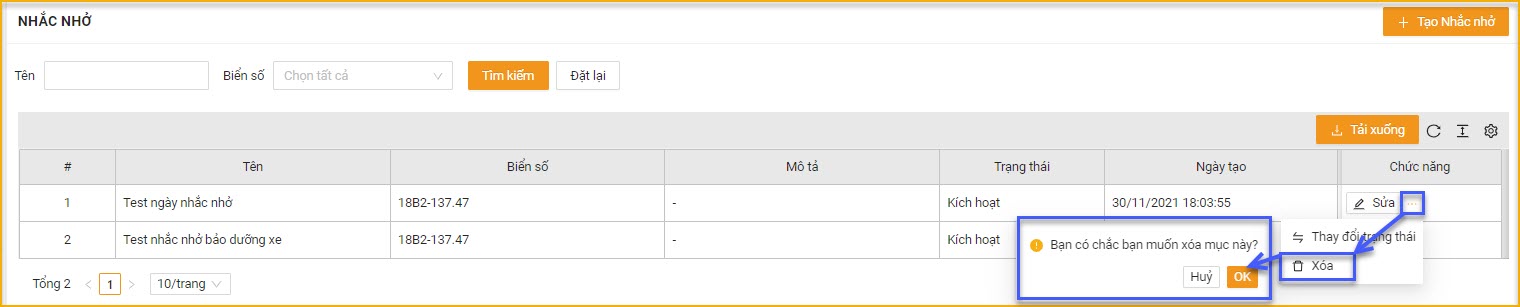 NHẮC NHỞ
+ Tạo Nhắc nhở
Tên
Biển số
Chọn tất cả
Tìm kiếm
Đặt lại
Tải xuống
# Tên Biển số Mô tả Trạng thái Ngày tạo Chức năng
1 Test ngày nhắc nhở 18B2-137.47 - Kích hoạt 30/11/2021 18:03:55 Sửa ...
2 Test nhắc nhở bảo dưỡng xe 18B2-137.47 - Kích hoạt
Thay đổi trạng thái
Bạn có chắc bạn muốn xóa mục này?
Xóa
Huỷ OK
Tổng 2 < 1 > 10/trang